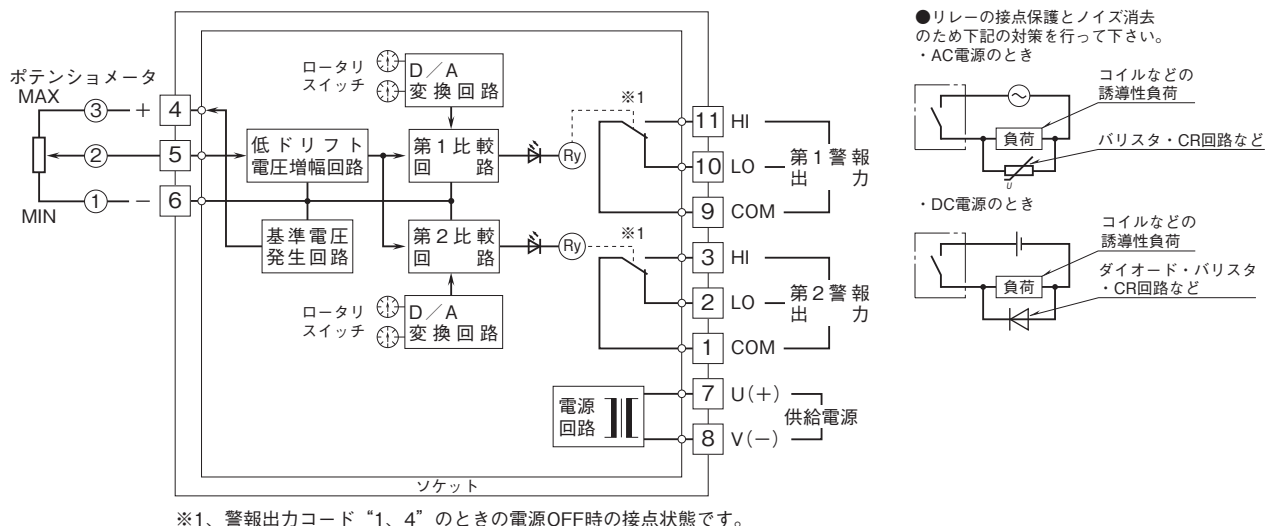 ポテンショメータ
MAX
③ + 4
② 5
① − 6
MIN
ロータリ
スイッチ
D/A
変換回路
低ドリフト
電圧増幅回路
第1比較
回路
基準電圧
発生回路
第2比較
回路
ロータリ
スイッチ
D/A
変換回路
Ry
※1
Ry
※1
11 HI
10 LO
9 COM
第1警報
出力
3 HI
2 LO
1 COM
第2警報
出力
電源
回路
7 U(+)
8 V(−)
供給電源
ソケット
※1、警報出力コード“1、4”のときの電源OFF時の接点状態です。
●リレーの接点保護とノイズ消去
のため下記の対策を行って下さい。
・AC電源のとき
コイルなどの
誘導性負荷
負荷
バリスタ・CR回路など
U
・DC電源のとき
コイルなどの
誘導性負荷
負荷
ダイオード・バリスタ
・CR回路など